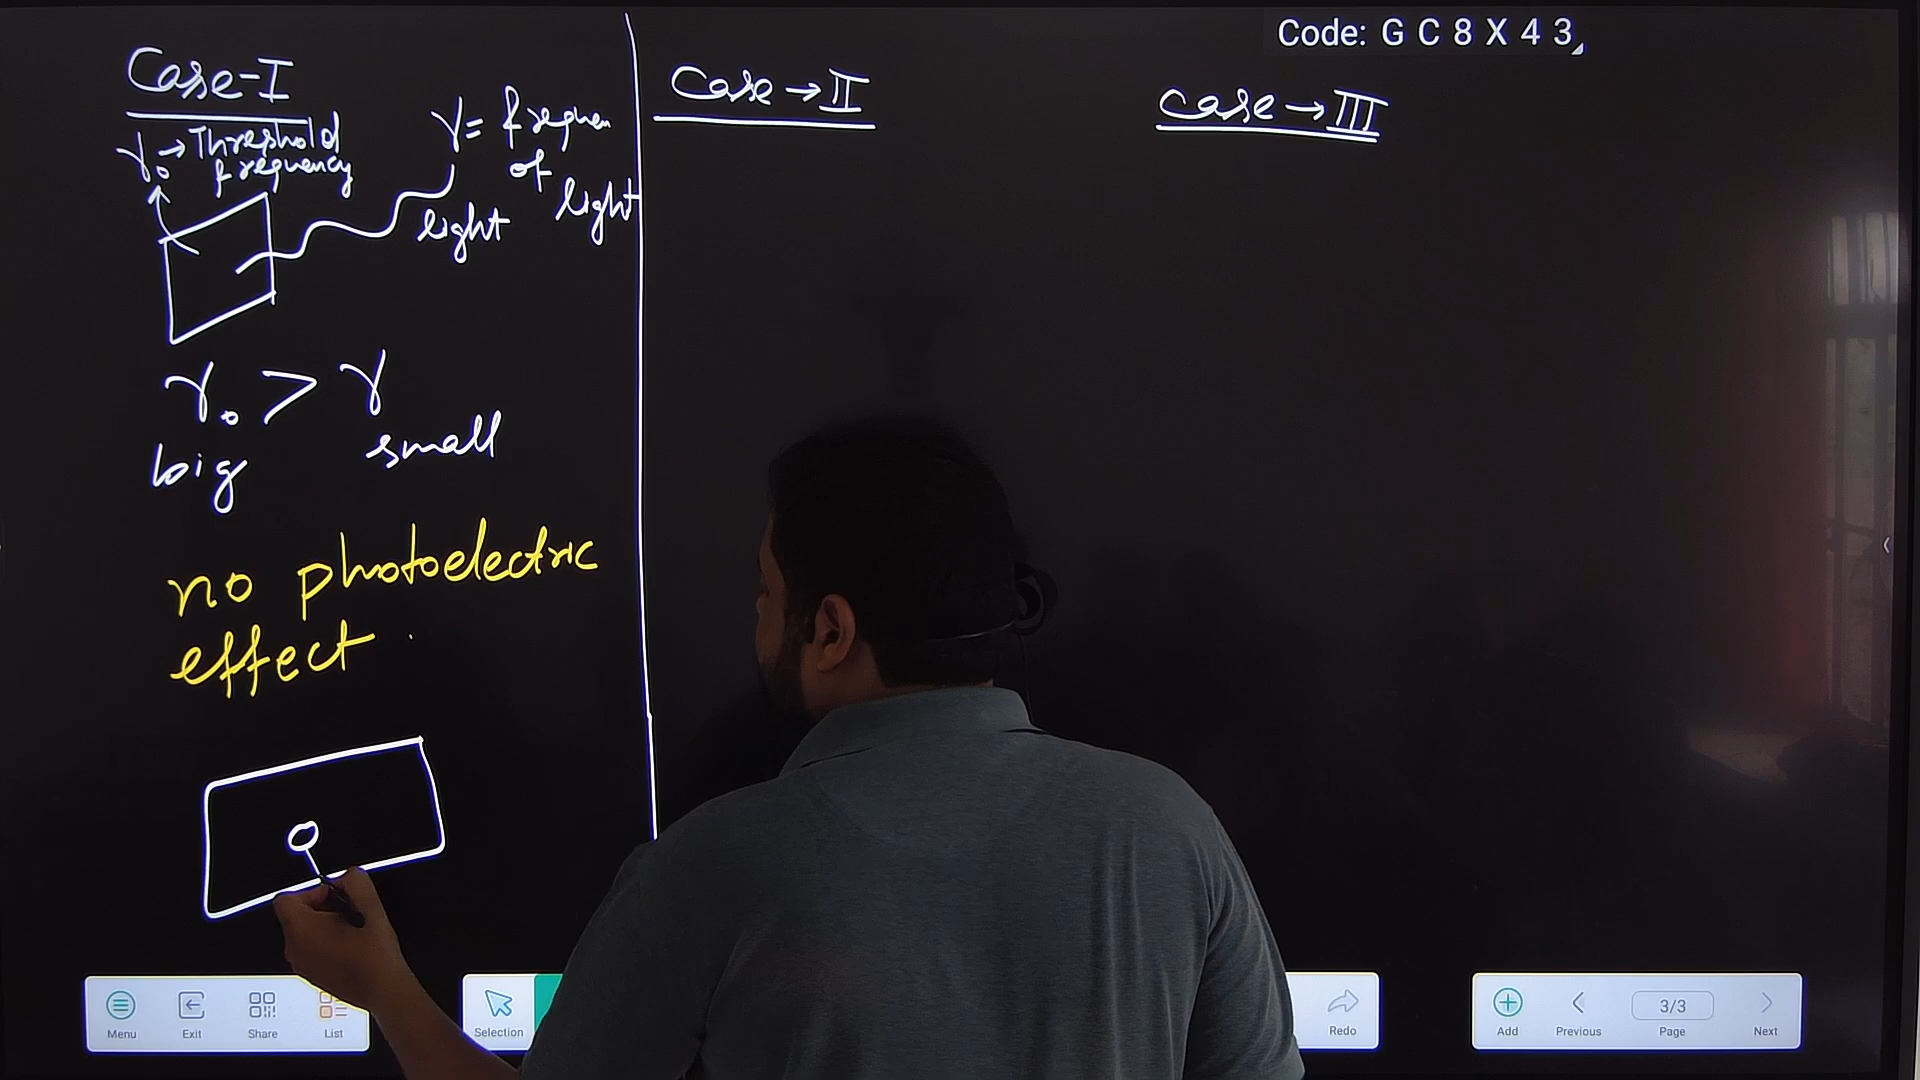 Code: G C 8 X 4 3
Case-I
γ₀ → Threshold
frequency
γ = frequen
of
light
light
γ₀ > γ
big small
no photoelectric
effect .
Case → II
Case → III
Menu Exit Share List
Selection
Redo
Add Previous 3/3 Page Next